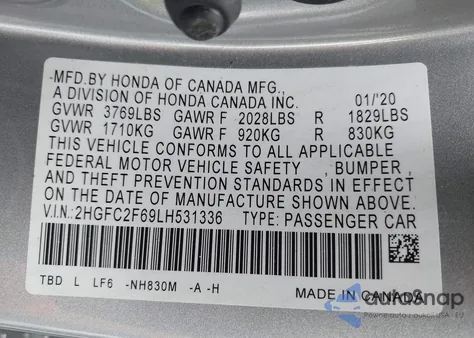 -MFD.BY HONDA OF CANADA MFG.,
A DIVISION OF HONDA CANADA INC. 01/'20
GVWR 3769LBS GAWR F 2028LBS R 1829LBS
GVWR 1710KG GAWR F 920KG R 830KG
THIS VEHICLE CONFORMS TO ALL APPLICABLE
FEDERAL MOTOR VEHICLE SAFETY , BUMPER,
AND THEFT PREVENTION STANDARDS IN EFFECT
ON THE DATE OF MANUFACTURE SHOWN ABOVE.
V.I.N.:2HGFC2F69LH531336 TYPE: PASSENGER CAR
TBD L LF6 -NH830M -A -H
MADE IN CANADA
autoSnap